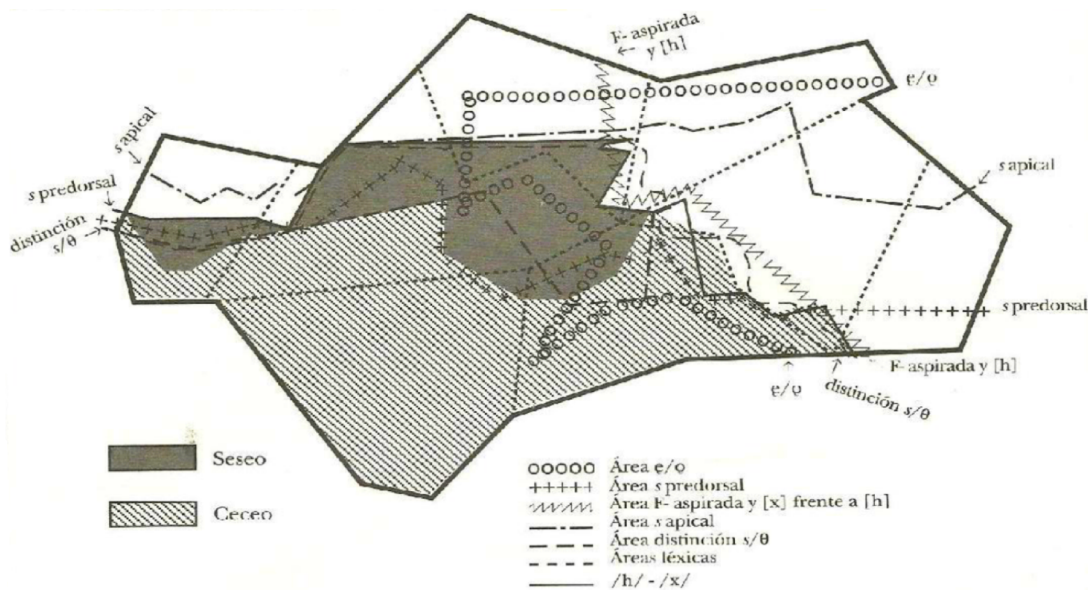 F- aspirada
y [h]
ę/ǫ
s apical
s predorsal
distinción
s/θ
s apical
s predorsal
F- aspirada y [h]
distinción s/θ
ę/ǫ
Seseo
Ceceo
Área ę/ǫ
Área s predorsal
Área F- aspirada y [x] frente a [h]
Área s apical
Área distinción s/θ
Áreas léxicas
/h/ - /x/